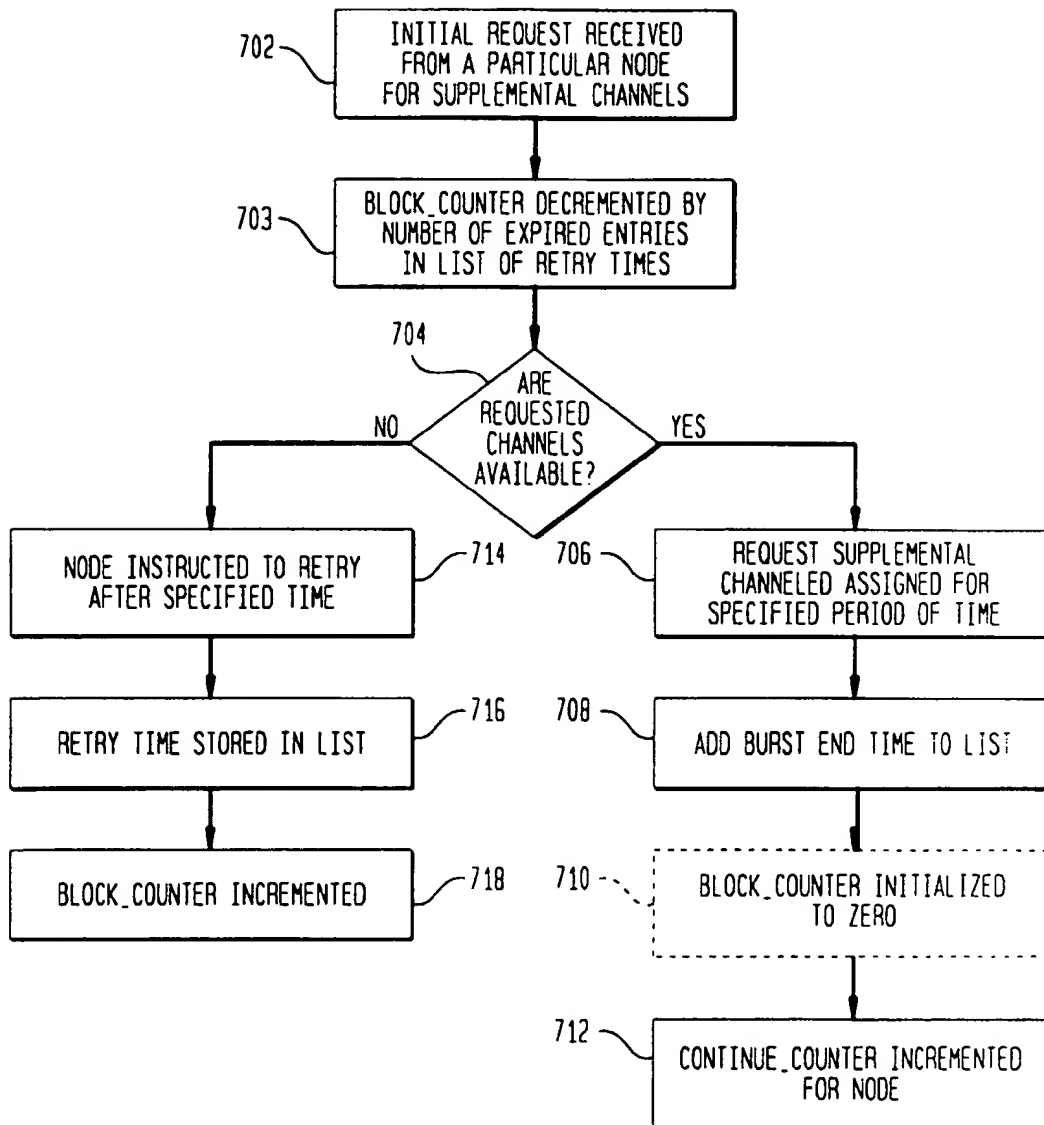 702
INITIAL REQUEST RECEIVED
FROM A PARTICULAR NODE
FOR SUPPLEMENTAL CHANNELS
703
BLOCK_COUNTER DECREMENTED BY
NUMBER OF EXPIRED ENTRIES
IN LIST OF RETRY TIMES
704
ARE
REQUESTED
CHANNELS
AVAILABLE?
NO
YES
NODE INSTRUCTED TO RETRY
AFTER SPECIFIED TIME
714
706
REQUEST SUPPLEMENTAL
CHANNELED ASSIGNED FOR
SPECIFIED PERIOD OF TIME
RETRY TIME STORED IN LIST
716
708
ADD BURST END TIME TO LIST
BLOCK_COUNTER INCREMENTED
718
710
BLOCK_COUNTER INITIALIZED
TO ZERO
712
CONTINUE_COUNTER INCREMENTED
FOR NODE